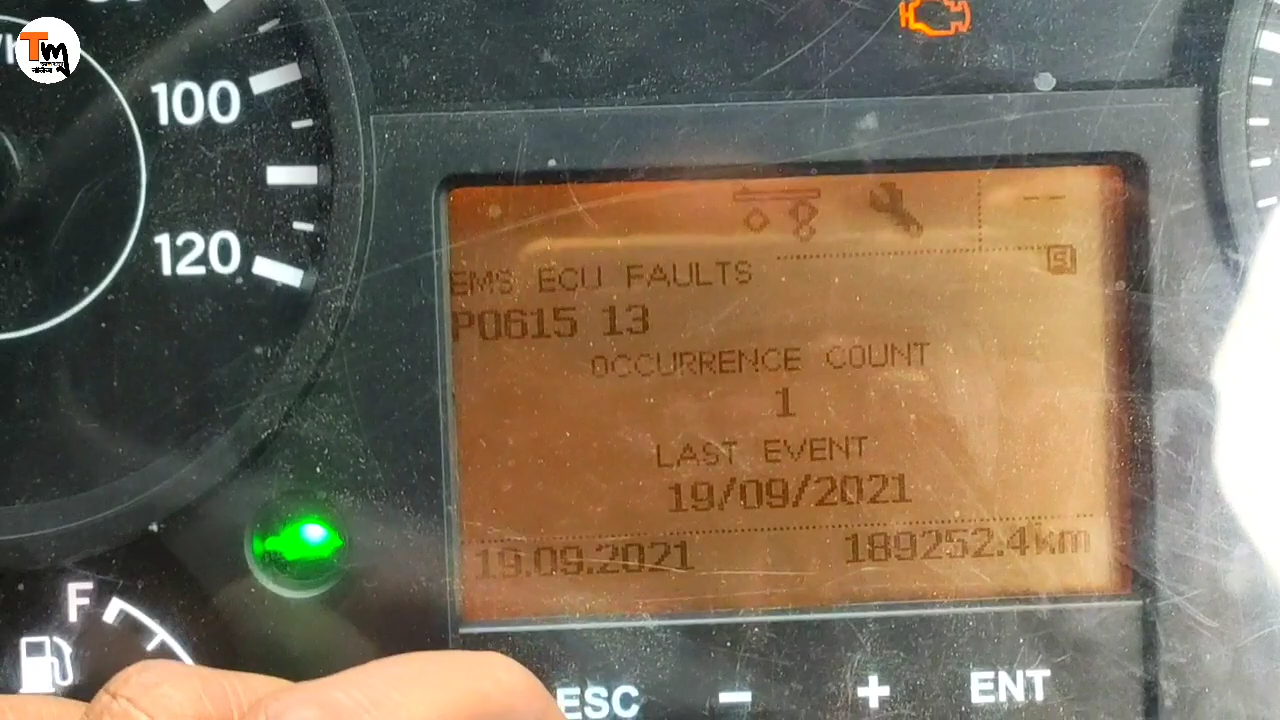 Tm
100
120
EMS ECU FAULTS
P0615 13
OCCURRENCE COUNT
1
LAST EVENT
19/09/2021
19.09.2021 189252.4km
F
ESC - + ENT